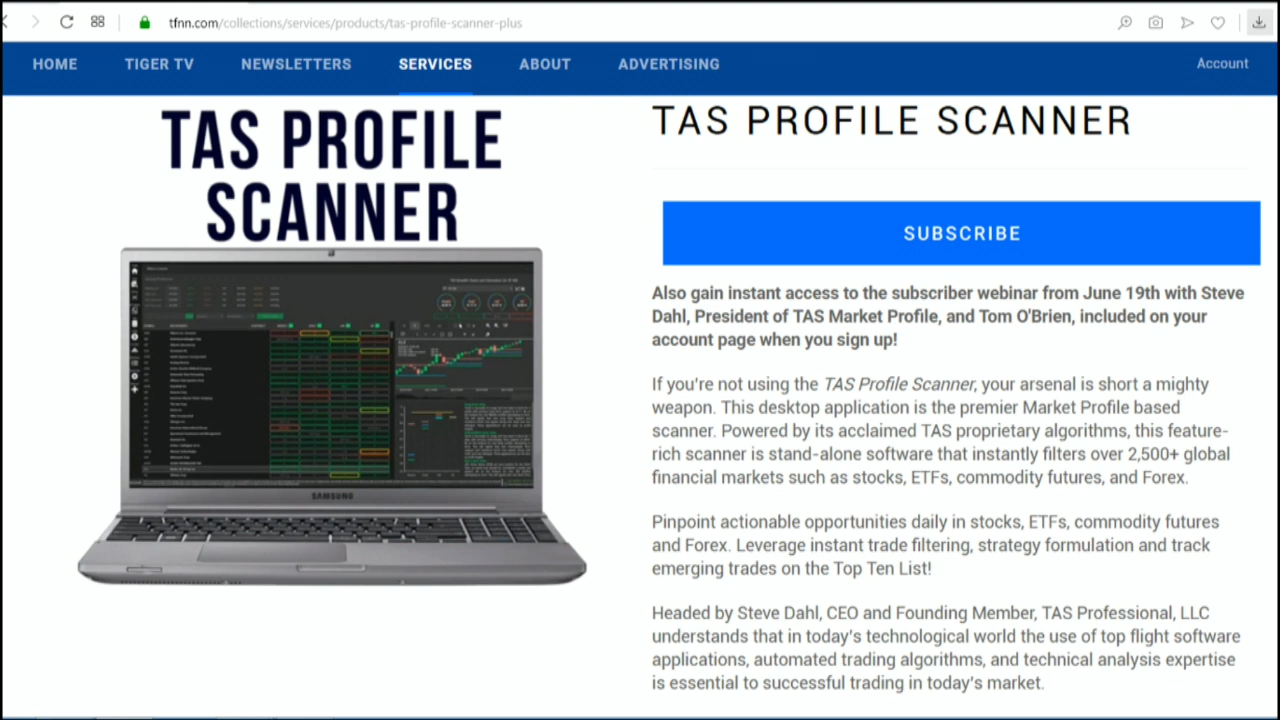 tfnn.com/collections/services/products/tas-profile-scanner-plus
HOME TIGER TV NEWSLETTERS SERVICES ABOUT ADVERTISING Account
TAS PROFILE
SCANNER
SAMSUNG
TAS PROFILE SCANNER
SUBSCRIBE
Also gain instant access to the subscriber webinar from June 19th with Steve
Dahl, President of TAS Market Profile, and Tom O'Brien, included on your
account page when you sign up!
If you're not using the TAS Profile Scanner, your arsenal is short a mighty
weapon. This desktop application is the premier Market Profile based
scanner. Powered by its acclaimed TAS proprietary algorithms, this feature-
rich scanner is stand-alone software that instantly filters over 2,500+ global
financial markets such as stocks, ETFs, commodity futures, and Forex.
Pinpoint actionable opportunities daily in stocks, ETFs, commodity futures
and Forex. Leverage instant trade filtering, strategy formulation and track
emerging trades on the Top Ten List!
Headed by Steve Dahl, CEO and Founding Member, TAS Professional, LLC
understands that in today's technological world the use of top flight software
applications, automated trading algorithms, and technical analysis expertise
is essential to successful trading in today's market.